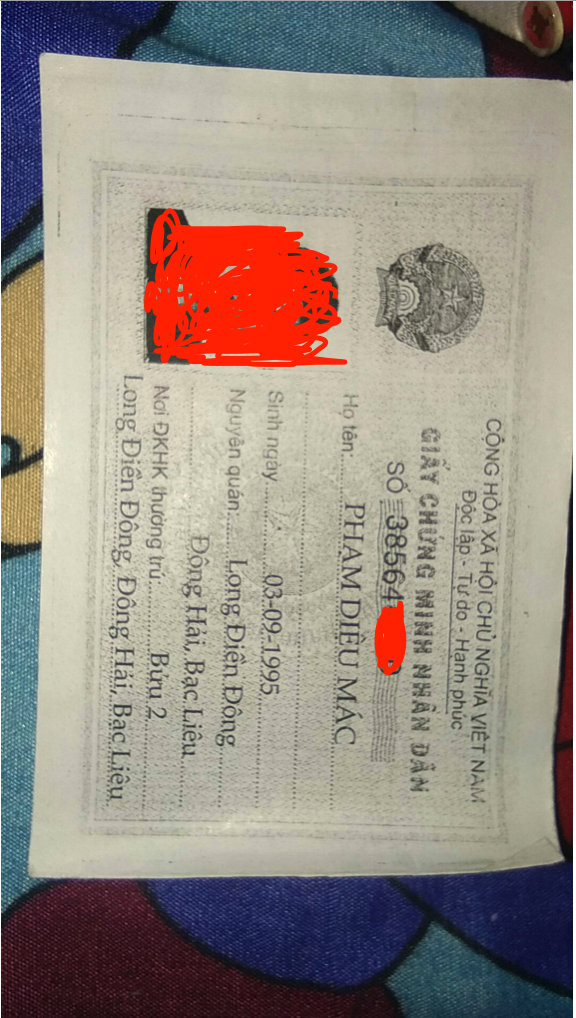 CỘNG HÒA XÃ HỘI CHỦ NGHĨA VIỆT NAM
Độc lập - Tự do - Hạnh phúc
GIẤY CHỨNG MINH NHÂN DÂN
SỐ 38564
Họ tên: PHẠM DIỆU MÁC
Sinh ngày 03-09-1995
Nguyên quán Long Điền Đông
Đông Hải, Bạc Liêu
Nơi ĐKHK thường trú Bửu 2
Long Điền Đông, Đông Hải, Bạc Liêu